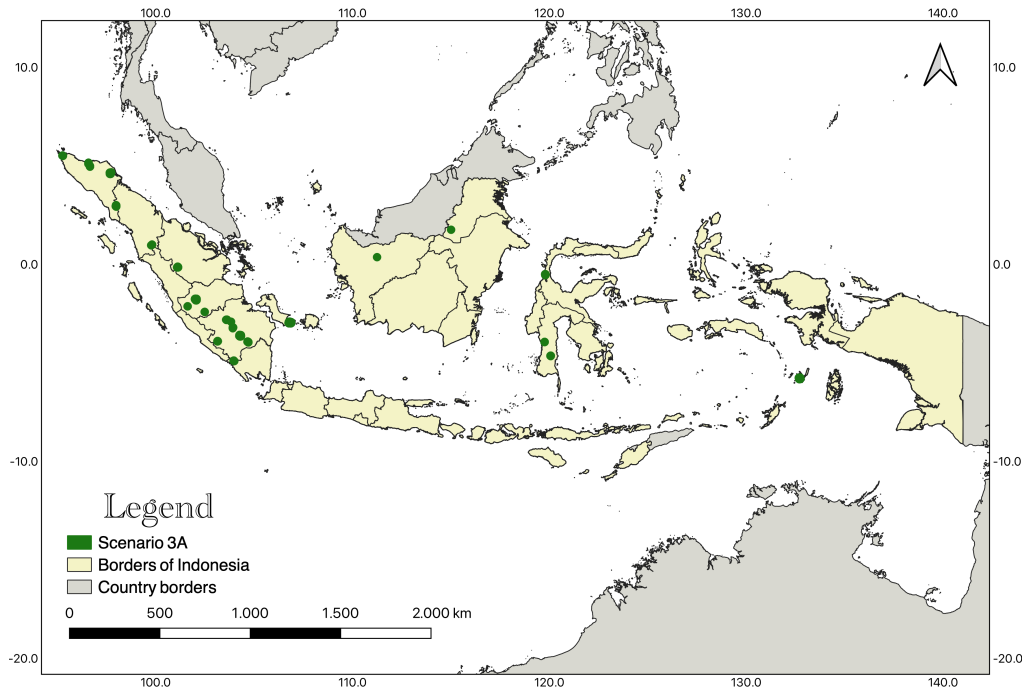 100.0 110.0 120.0 130.0 140.0
10.0 10.0
0.0 0.0
-10.0 -10.0
Legend
Scenario 3A
Borders of Indonesia
Country borders
0 500 1.000 1.500 2.000 km
-20.0 -20.0
100.0 110.0 120.0 130.0 140.0